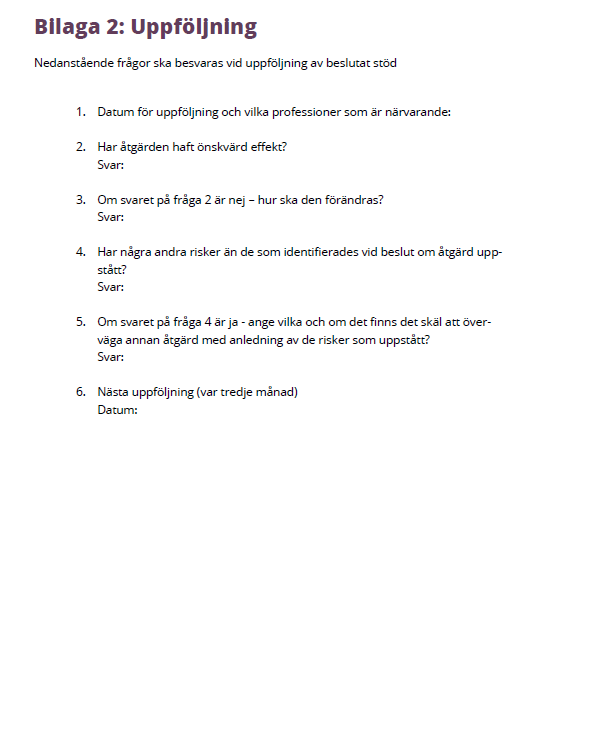 Bilaga 2: Uppföljning
Nedanstående frågor ska besvaras vid uppföljning av beslutat stöd
1. Datum för uppföljning och vilka professioner som är närvarande:
2. Har åtgärden haft önskvärd effekt?
Svar:
3. Om svaret på fråga 2 är nej – hur ska den förändras?
Svar:
4. Har några andra risker än de som identifierades vid beslut om åtgärd upp-
stått?
Svar:
5. Om svaret på fråga 4 är ja - ange vilka och om det finns det skäl att över-
väga annan åtgärd med anledning av de risker som uppstått?
Svar:
6. Nästa uppföljning (var tredje månad)
Datum: